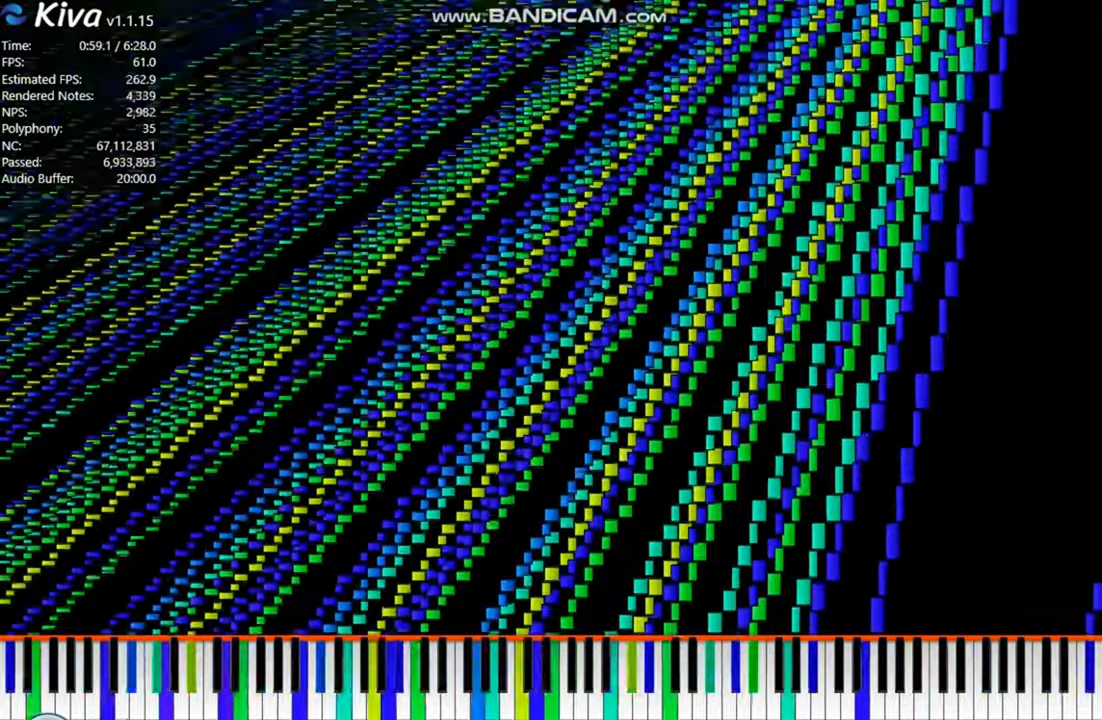 Kiva v1.1.15
www.BANDICAM.com
Time: 0:59.1 / 6:28.0
FPS: 61.0
Estimated FPS: 262.9
Rendered Notes: 4,339
NPS: 2,982
Polyphony: 35
NC: 67,112,831
Passed: 6,933,893
Audio Buffer: 20:00.0